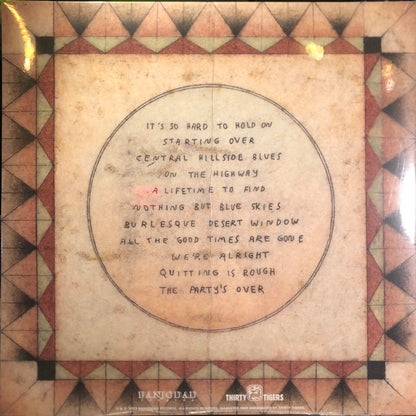 IT'S SO HARD TO HOLD ON
STARTING OVER
CENTRAL HILLSIDE BLUES
ON THE HIGHWAY
A LIFETIME TO FIND
NOTHING BUT BLUE SKIES
BURLESQUE DESERT WINDOW
ALL THE GOOD TIMES ARE GONE
WE'RE ALRIGHT
QUITTING IS ROUGH
THE PARTY'S OVER
BANJODAD
THIRTY TIGERS